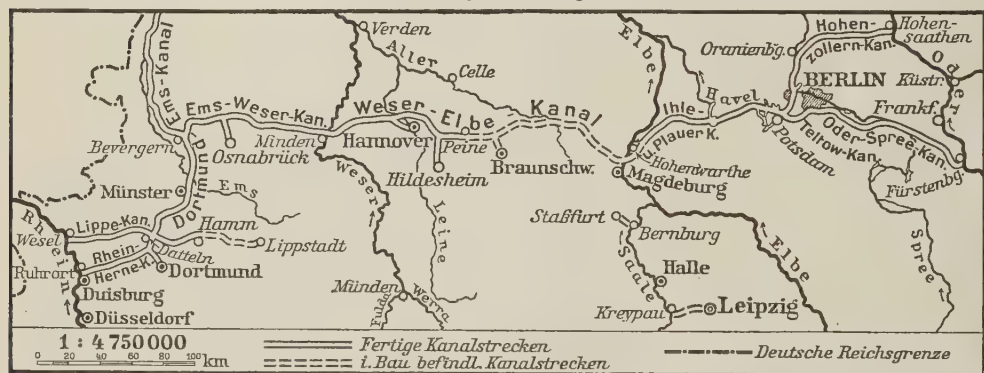 Verden
Aller
Celle
Elbe
Oranienbg.
Hohen-
zollern-Kan.
Hohen-
saathen
Oder
Küstr.
Frankf.
BERLIN
Havel
Potsdam
Teltow-Kan.
Oder-Spree-Kan.
Fürstenbg.
Spree
Ihle-
Plauer K.
Hohenwarthe
Magdeburg
Dortmund
Ems-Kanal
Ems-Weser-Kan.
Weser-Elbe Kanal
Bevergern
Osnabrück
Minden
Hannover
Peine
Hildesheim
Braunschw.
Münster
Ems
Weser
Leine
Rhein
Wesel
Lippe-Kan.
Hamm
Lippstadt
Rhein-
Herne-K.
Datteln
Dortmund
Ruhrort
Duisburg
Düsseldorf
Münden
Fulda
Werra
Staßfurt
Bernburg
Saale
Halle
Kreypau
Leipzig
Elbe
1 : 4 750 000
0 20 40 60 80 100 km
Fertige Kanalstrecken
i. Bau befindl. Kanalstrecken
Deutsche Reichsgrenze